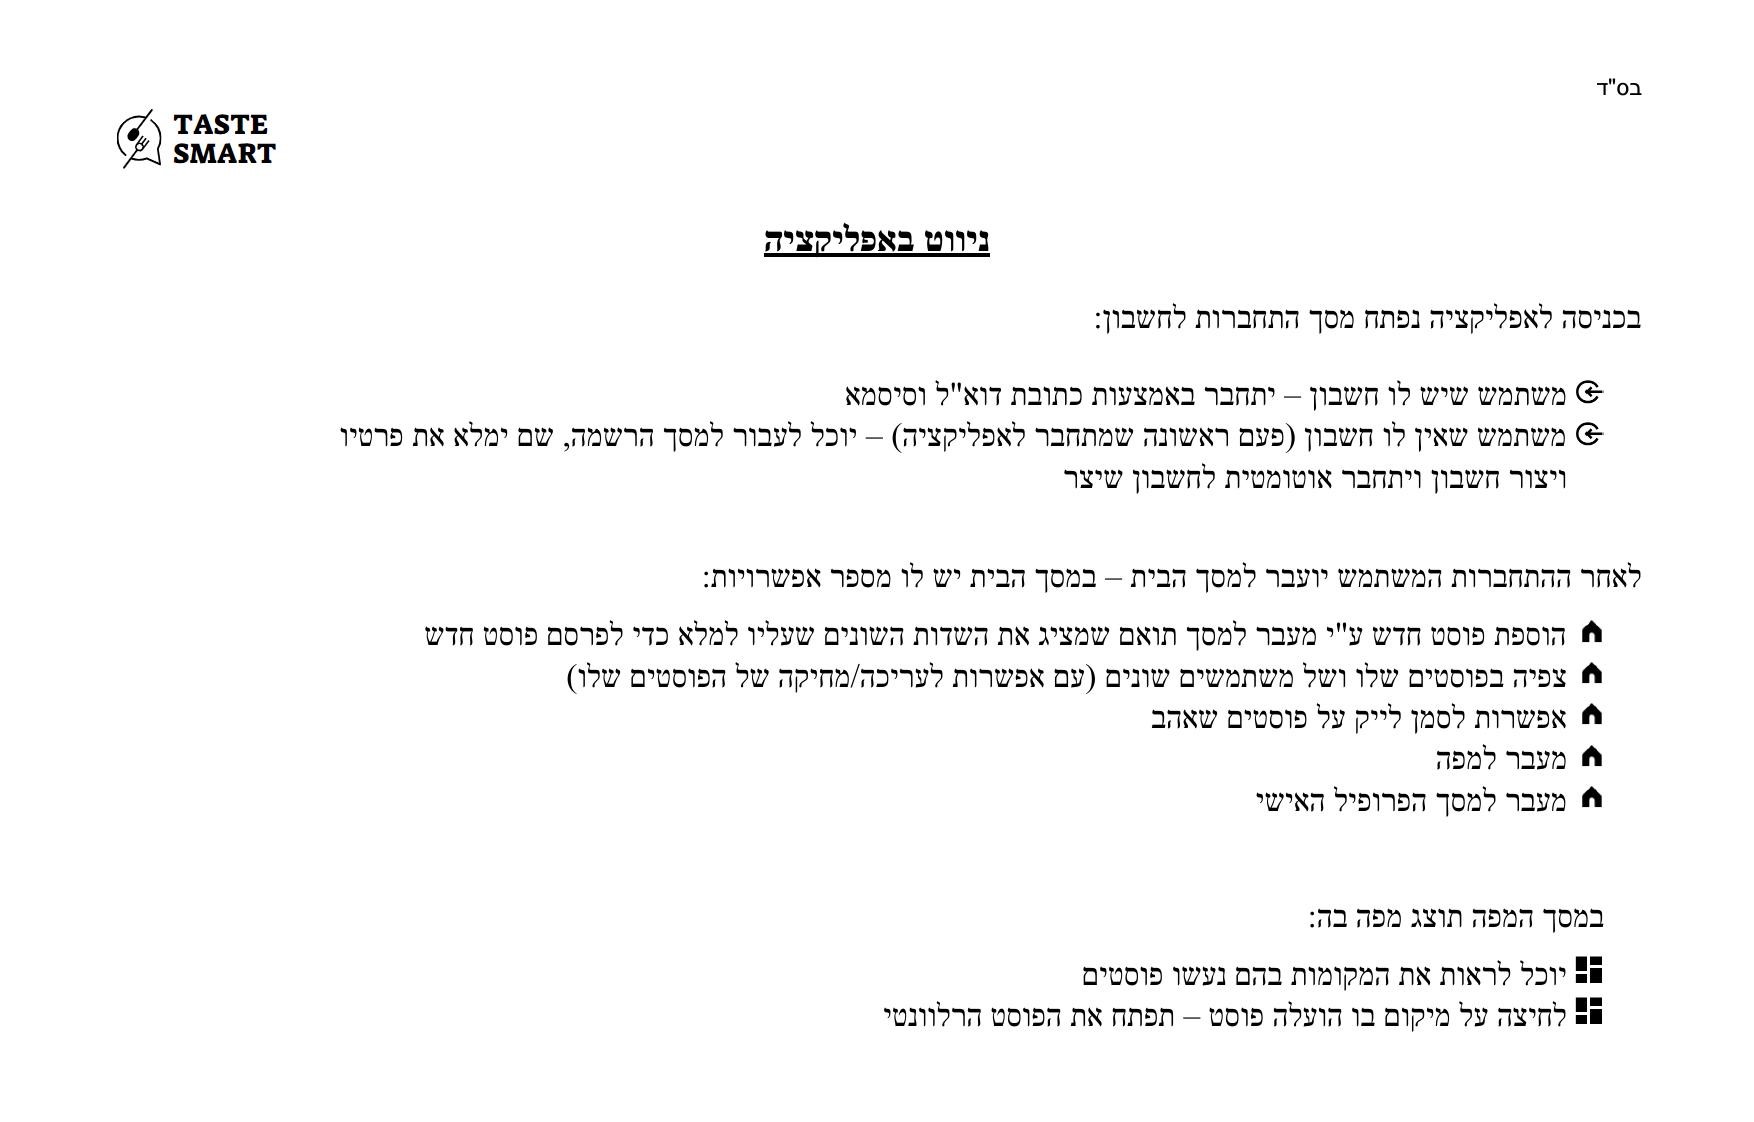 בס"ד
TASTE
SMART
ניווט באפליקציה
בכניסה לאפליקציה נפתח מסך התחברות לחשבון:
משתמש שיש לו חשבון – יתחבר באמצעות כתובת דוא"ל וסיסמא
משתמש שאין לו חשבון (פעם ראשונה שמתחבר לאפליקציה) – יוכל לעבור למסך הרשמה, שם ימלא את פרטיו
ויצור חשבון ויתחבר אוטומטית לחשבון שיצר
לאחר ההתחברות המשתמש יועבר למסך הבית – במסך הבית יש לו מספר אפשרויות:
הוספת פוסט חדש ע"י מעבר למסך תואם שמציג את השדות השונים שעליו למלא כדי לפרסם פוסט חדש
צפיה בפוסטים שלו ושל משתמשים שונים (עם אפשרות לעריכה/מחיקה של הפוסטים שלו)
אפשרות לסמן לייק על פוסטים שאהב
מעבר למפה
מעבר למסך הפרופיל האישי
במסך המפה תוצג מפה בה:
יוכל לראות את המקומות בהם נעשו פוסטים
לחיצה על מיקום בו הועלה פוסט – תפתח את הפוסט הרלוונטי